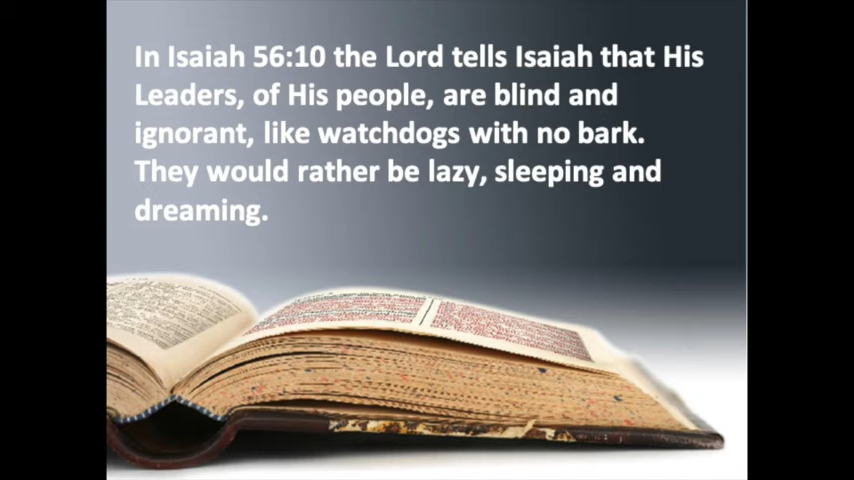 In Isaiah 56:10 the Lord tells Isaiah that His
Leaders, of His people, are blind and
ignorant, like watchdogs with no bark.
They would rather be lazy, sleeping and
dreaming.